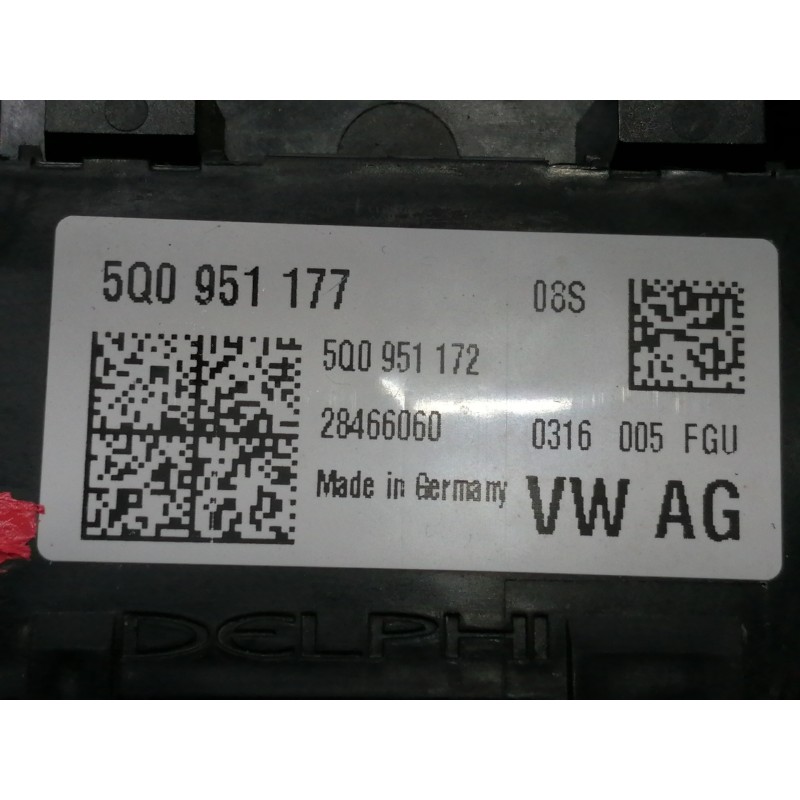 5Q0 951 177
08S
5Q0 951 172
28466060
0316 005 FGU
Made in Germany
VW AG
DELPHI